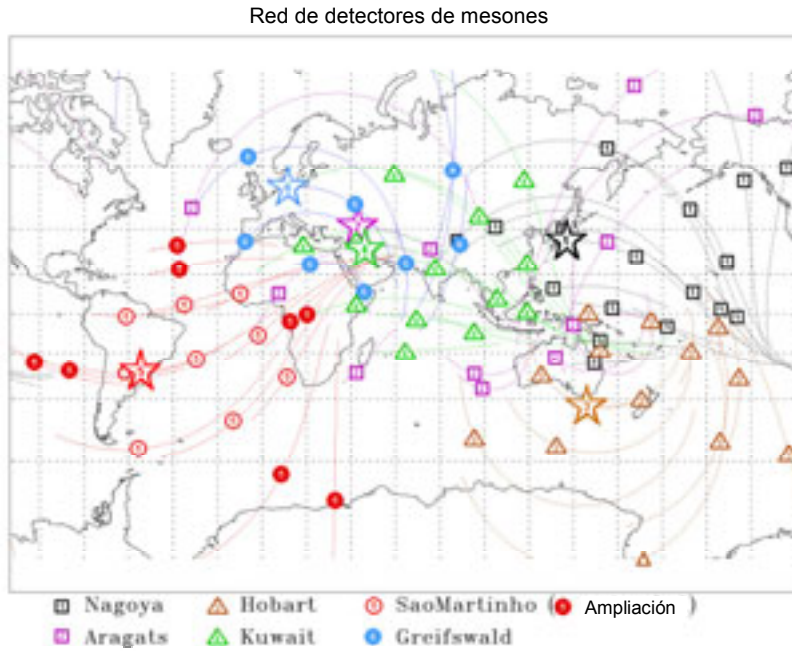 Red de detectores de mesones
Nagoya Hobart SaoMartinho ( Ampliación )
Aragats Kuwait Greifswald